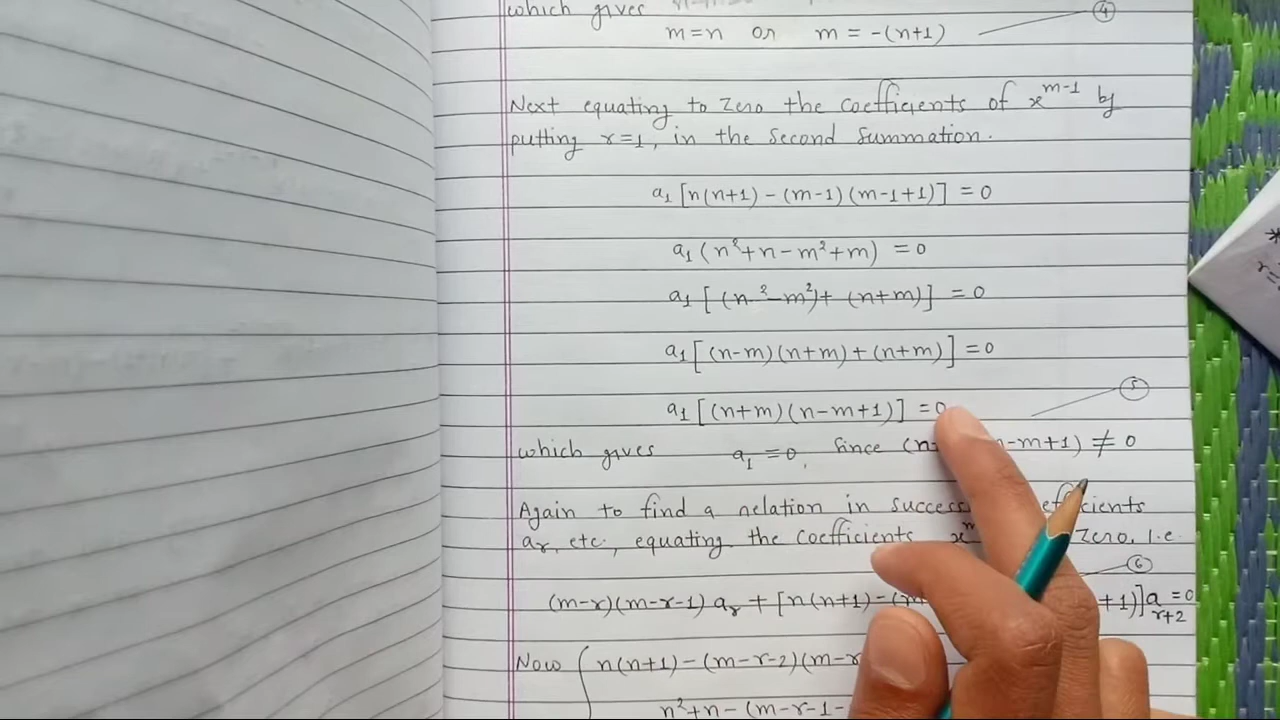 which gives
m = n or m = -(n+1) ④
Next equating to zero the coefficients of x^{m-1} by
putting r=1, in the second summation.
a₁ [n(n+1) - (m-1)(m-1+1)] = 0
a₁ (n²+n-m²+m) = 0
a₁ [(n²-m²)+ (n+m)] = 0
a₁ [(n-m)(n+m)+(n+m)] = 0
a₁ [(n+m)(n-m+1)] = 0 ⑤
which gives a₁ = 0, Since (n -m+1) ≠ 0
Again to find a relation in
aᵣ, etc., equating the coefficients x zero, i.e.
⑥
(m-r)(m-r-1) aᵣ + [n(n+1) - +1)] a_{r+2} = 0
Now n(n+1) - (m-r-2)(m-r
n²+n - (m-r-1-